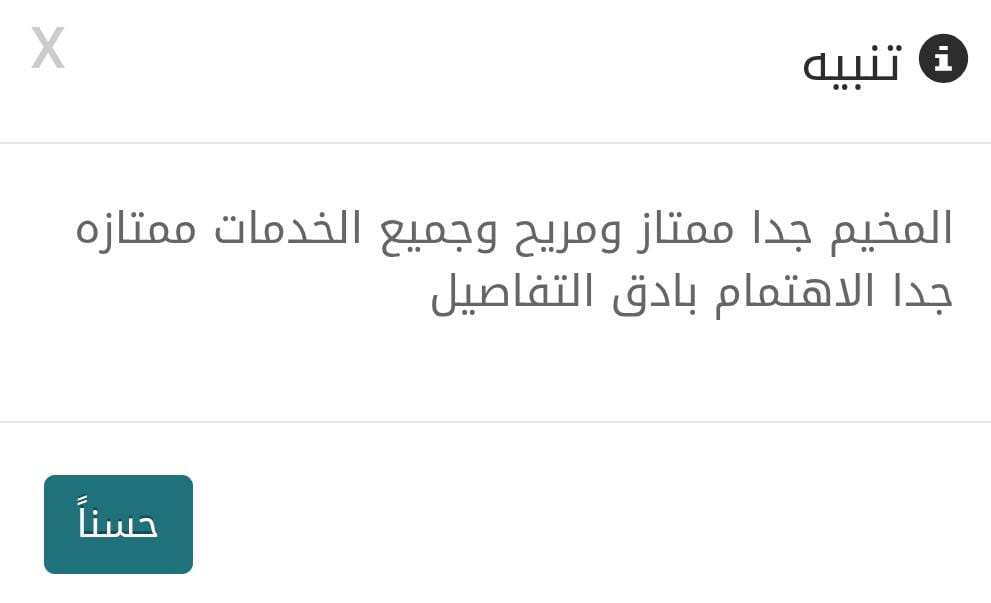 تنبيه
X
المخيم جدا ممتاز ومريح وجميع الخدمات ممتازه
جدا الاهتمام بادق التفاصيل
حسناً